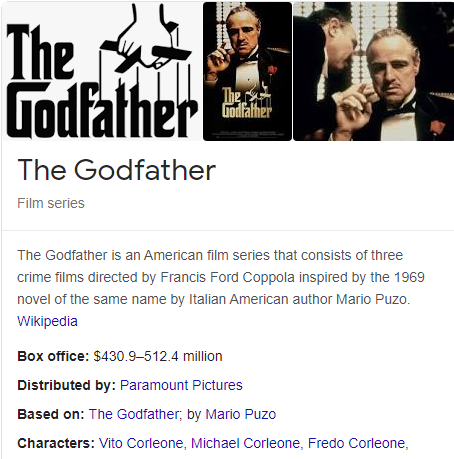 The
Godfather
The
Godfather
The Godfather
Film series
The Godfather is an American film series that consists of three
crime films directed by Francis Ford Coppola inspired by the 1969
novel of the same name by Italian American author Mario Puzo.
Wikipedia
Box office: $430.9–512.4 million
Distributed by: Paramount Pictures
Based on: The Godfather; by Mario Puzo
Characters: Vito Corleone, Michael Corleone, Fredo Corleone,